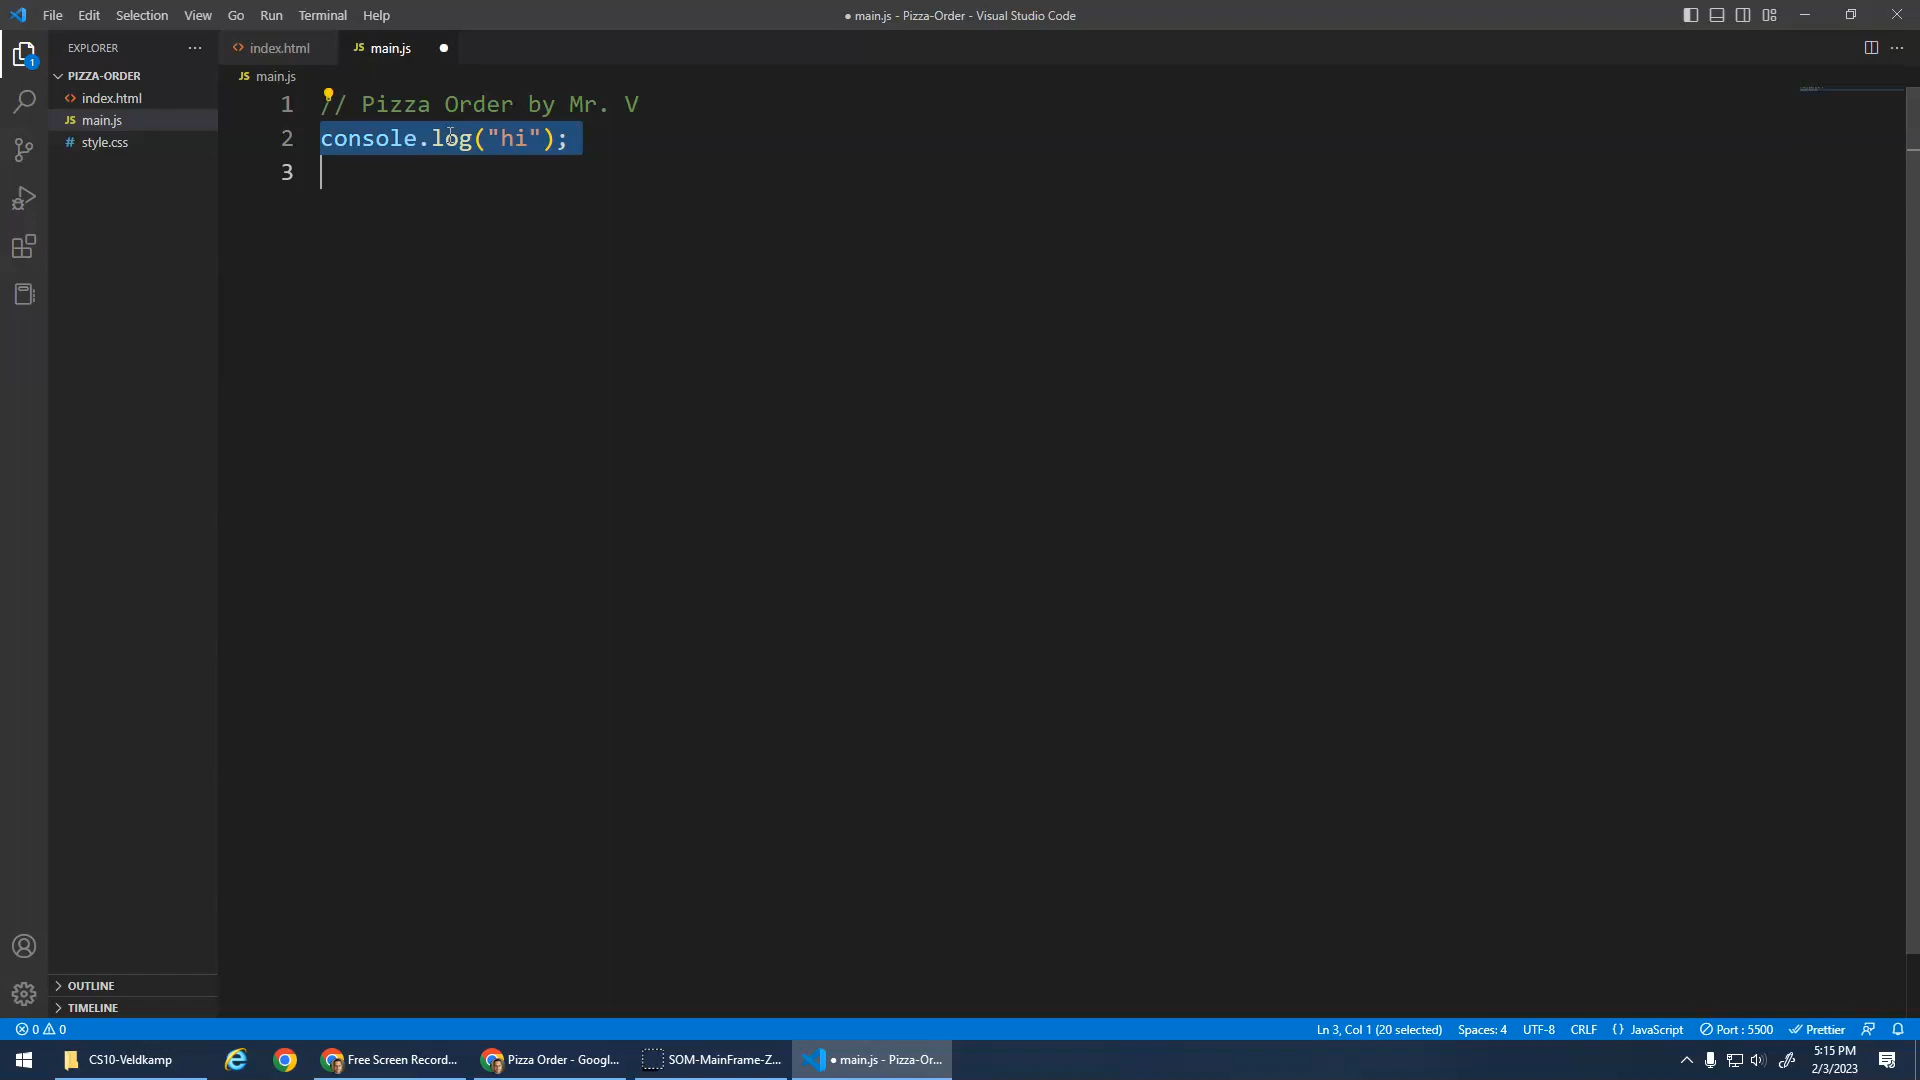 File Edit Selection View Go Run Terminal Help
● main.js - Pizza-Order - Visual Studio Code
EXPLORER
index.html
JS main.js
PIZZA-ORDER
index.html
JS main.js
# style.css
JS main.js
1 // Pizza Order by Mr. V
2 console.log("hi");
3
1
OUTLINE
TIMELINE
0 0
Ln 3, Col 1 (20 selected) Spaces: 4 UTF-8 CRLF {} JavaScript Port : 5500 Prettier
CS10-Veldkamp
Free Screen Record...
Pizza Order - Googl...
SOM-MainFrame-Z...
● main.js - Pizza-Or...
5:15 PM
2/3/2023